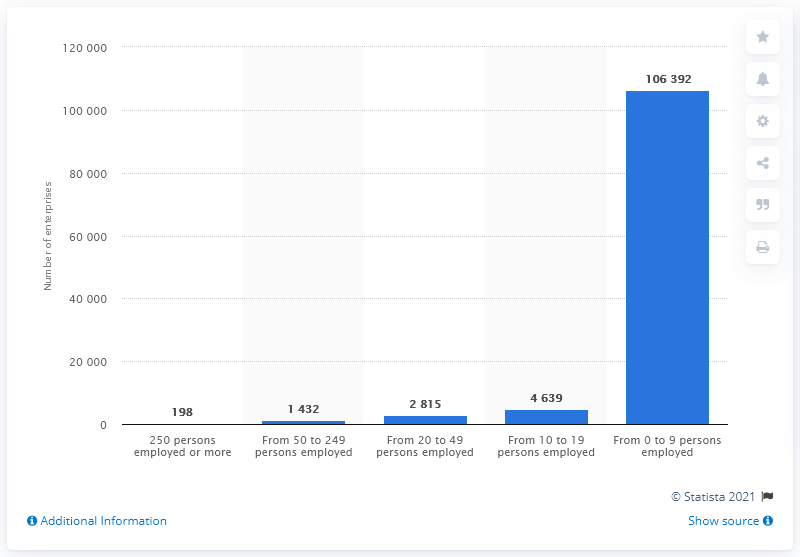 120 000
100 000
80 000
60 000
40 000
20 000
0
Number of enterprises
198
1 432
2 815
4 639
106 392
250 persons
employed or more
From 50 to 249
persons employed
From 20 to 49
persons employed
From 10 to 19
persons employed
From 0 to 9 persons
employed
© Statista 2021
Additional Information
Show source